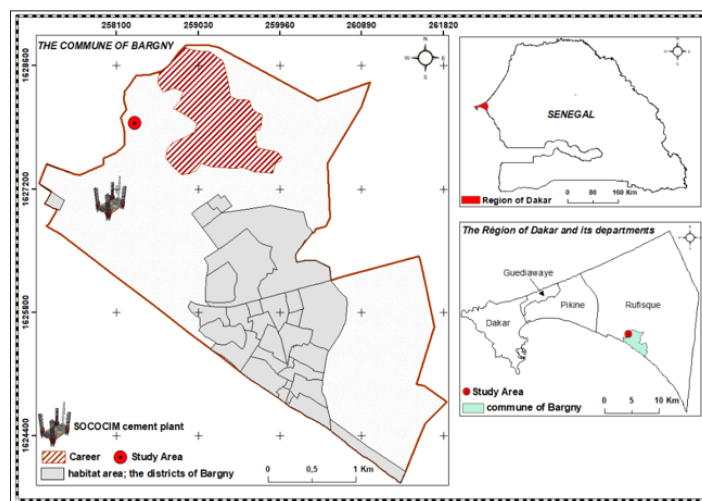 258100 259030 259960 260890 261820
THE COMMUNE OF BARGNY
N
W E
S
1628600
1627200
1625800
1624400
SOCOCIM cement plant
Career
Study Area
habitat area; the districts of Bargny
0 0,5 1 Km
N
W E
S
SENEGAL
0 80 160 Km
Region of Dakar
The Région of Dakar and its departments
N
W E
S
Guediawaye
Pikine
Rufisque
Dakar
Study Area
0 5 10 Km
commune of Bargny